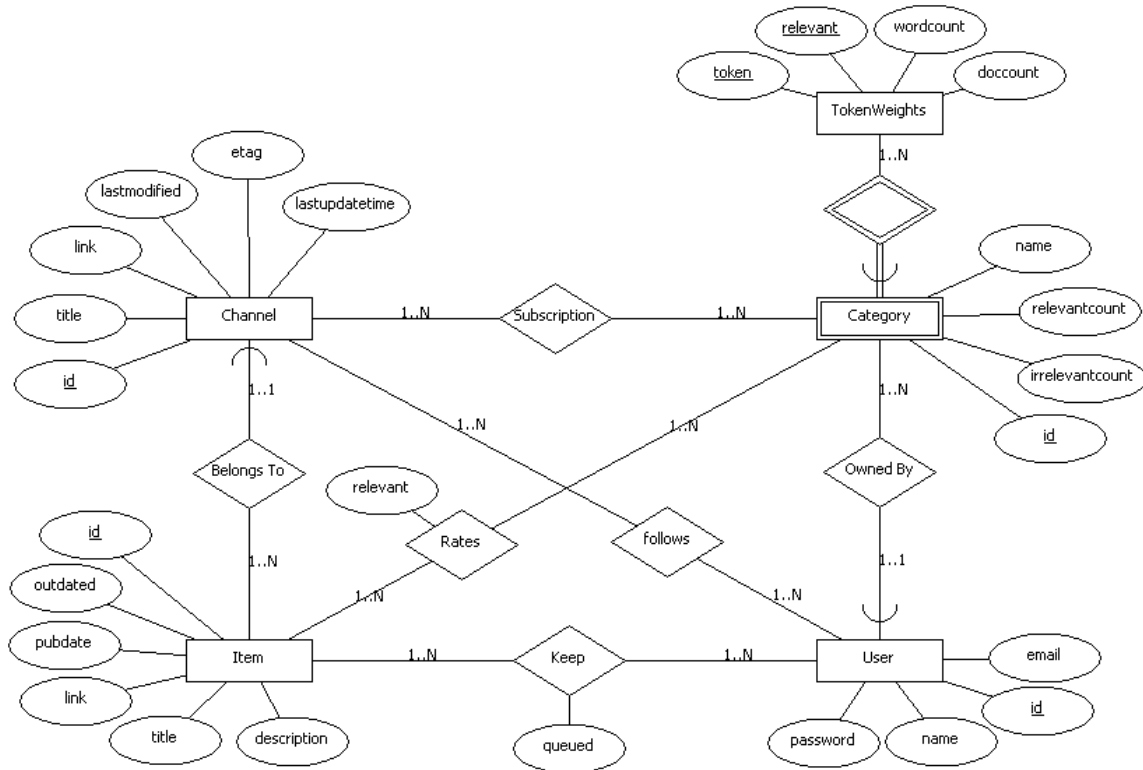 relevant
wordcount
token
doccount
TokenWeights
1..N
etag
lastmodified
lastupdatetime
link
name
title
Channel
1..N
Subscription
1..N
Category
relevantcount
id
irrelevantcount
1..1
1..N
1..N
1..N
id
Belongs To
Owned By
relevant
id
Rates
follows
outdated
1..N
1..1
1..N
1..N
pubdate
Item
1..N
Keep
1..N
User
email
link
id
title
description
queued
password
name